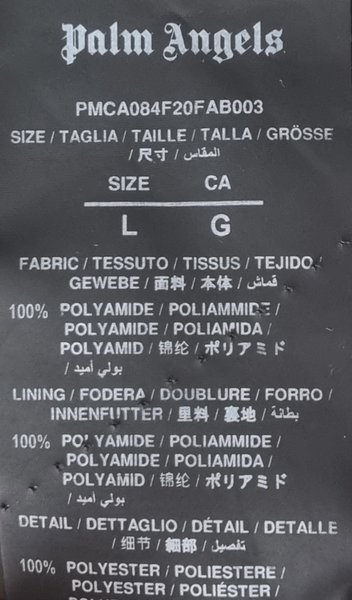 Palm Angels
PMCA084F20FAB003
SIZE / TAGLIA / TAILLE / TALLA / GRÖSSE
/ 尺寸 / المقاس
SIZE CA
L G
FABRIC / TESSUTO / TISSUS / TEJIDO /
GEWEBE / 面料 / 本体 / قماش
100% POLYAMIDE / POLIAMMIDE /
POLYAMIDE / POLIAMIDA /
POLYAMID / 锦纶 / ポリアミド
/ بولي أميد
LINING / FODERA / DOUBLURE / FORRO /
INNENFUTTER / 里料 / 裏地 / بطانة
100% POLYAMIDE / POLIAMMIDE /
POLYAMIDE / POLIAMIDA /
POLYAMID / 锦纶 / ポリアミド
/ بولي أميد
DETAIL / DETTAGLIO / DÉTAIL / DETALLE
/ 细节 / 細部 / تفصيل
100% POLYESTER / POLIESTERE /
POLYESTER / POLIÉSTER /